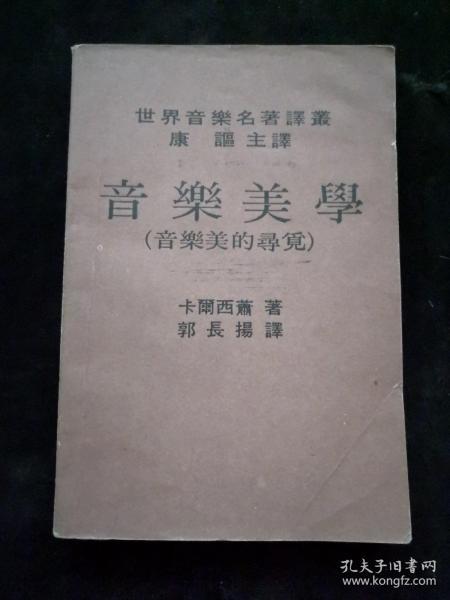 世界音樂名著譯叢
康謳主譯
音樂美學
(音樂美的尋覓)
卡爾西蕭 著
郭長揚 譯
孔夫子旧书网
www.kongfz.com